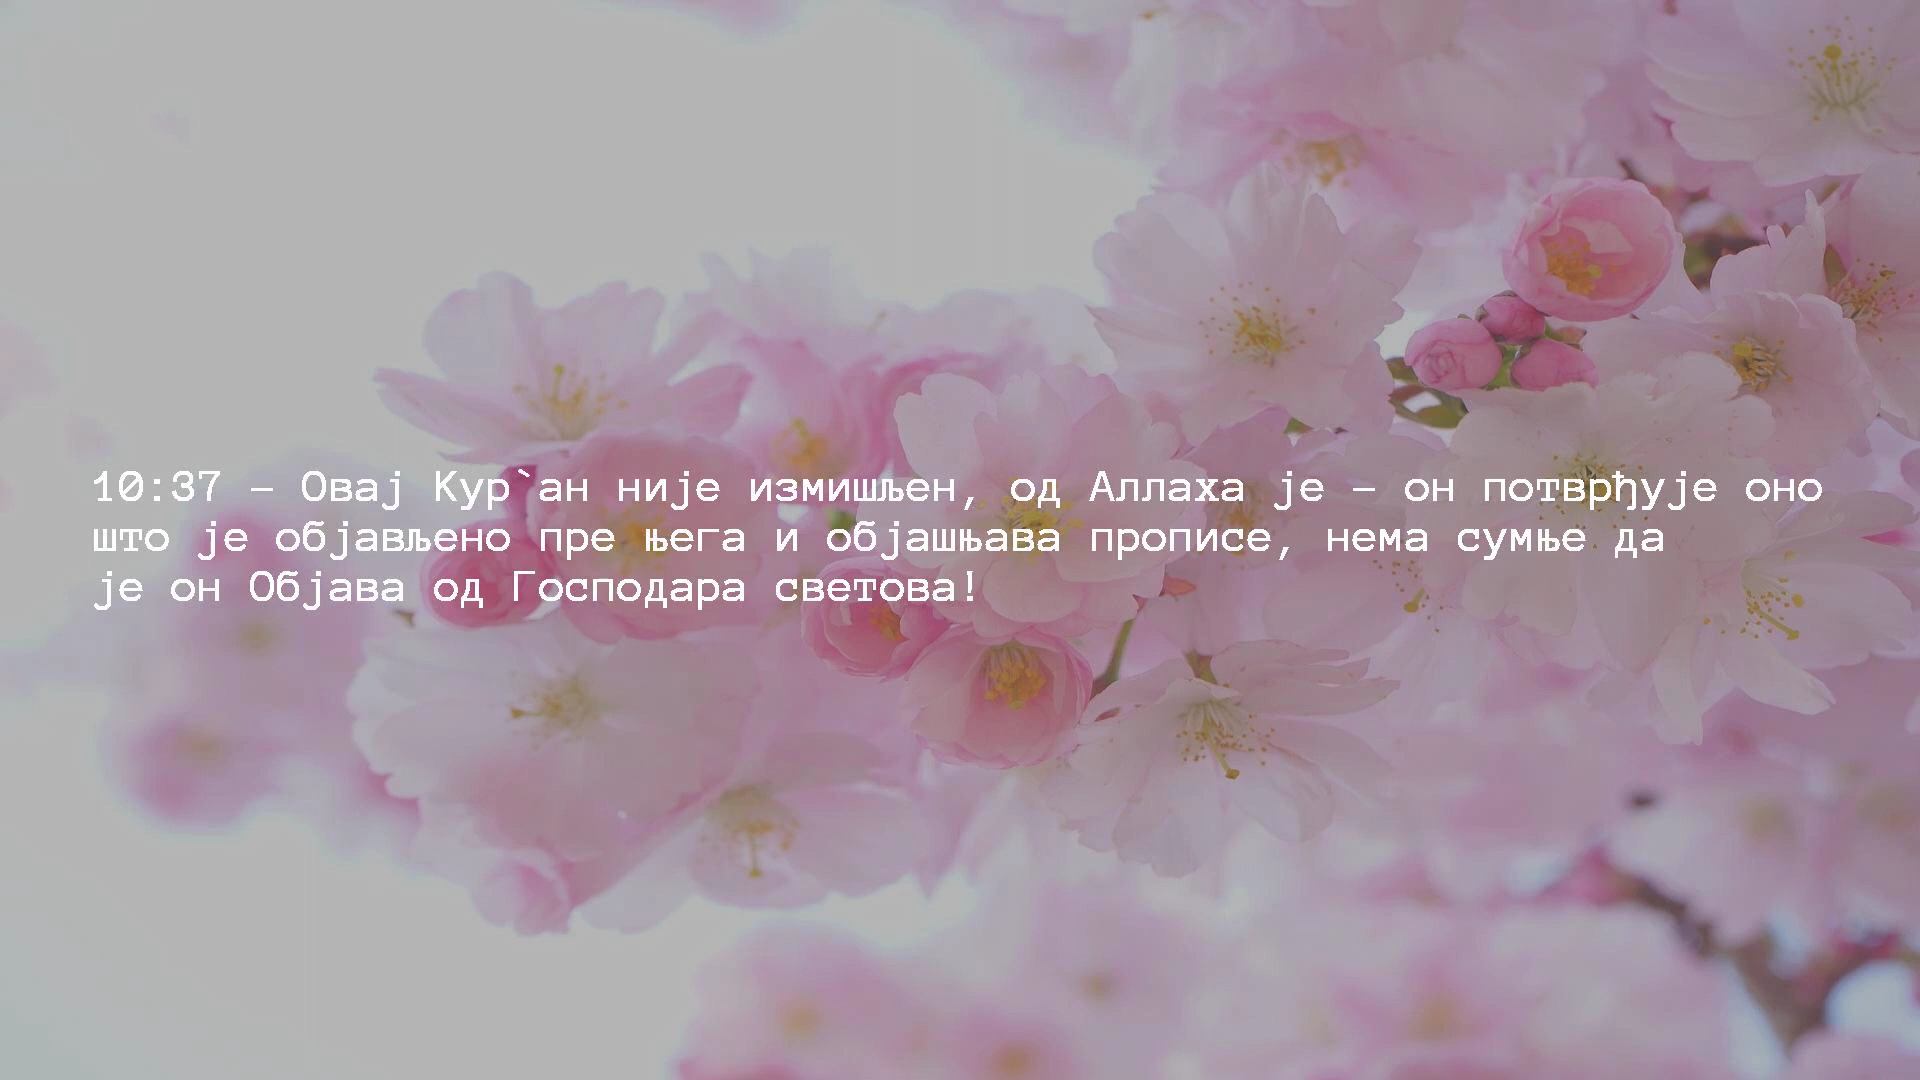 10:37 – Овај Кур`ан није измишљен, од Аллаха је – он потврђује оно
што је објављено пре њега и објашњава прописе, нема сумње да
је он Објава од Господара светова!